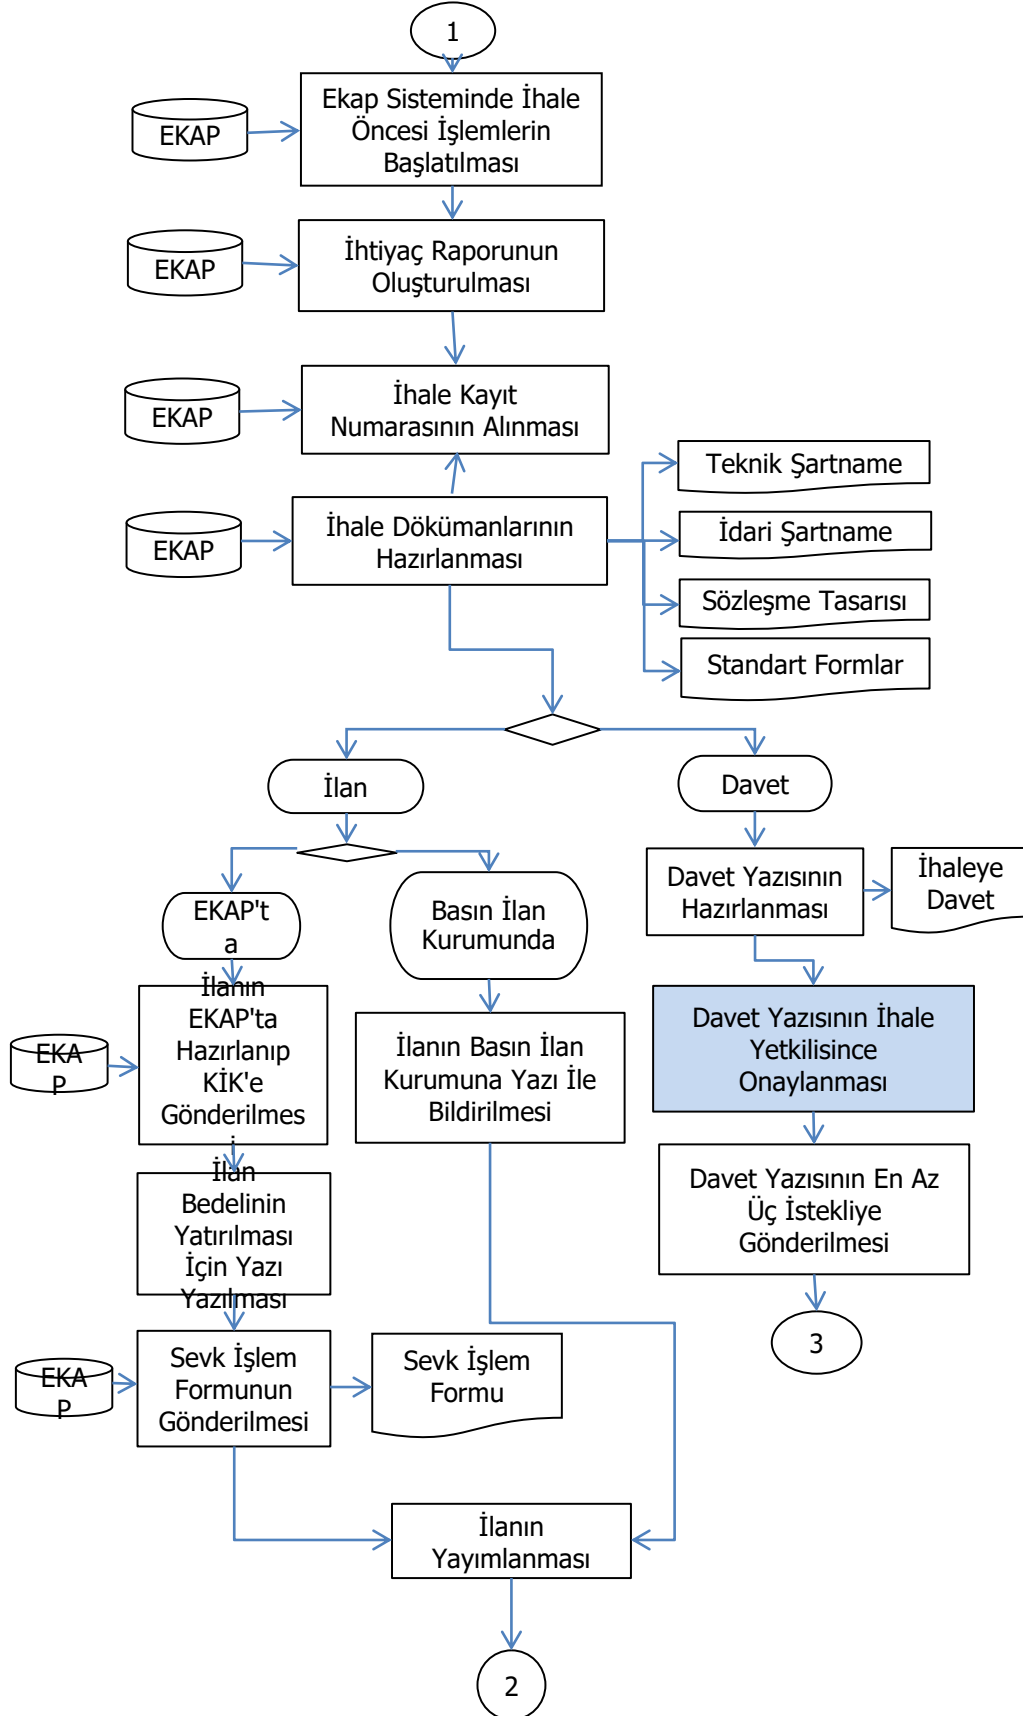 1
Ekap Sisteminde İhale
Öncesi İşlemlerin
Başlatılması
EKAP
İhtiyaç Raporunun
Oluşturulması
EKAP
İhale Kayıt
Numarasının Alınması
EKAP
Teknik Şartname
İhale Dökümanlarının
Hazırlanması
EKAP
İdari Şartname
Sözleşme Tasarısı
Standart Formlar
İlan
Davet
EKAP't
a
Basın İlan
Kurumunda
Davet Yazısının
Hazırlanması
İhaleye
Davet
İlanın
EKAP'ta
Hazırlanıp
KİK'e
Gönderilmes
i
EKA
P
İlanın Basın İlan
Kurumuna Yazı İle
Bildirilmesi
Davet Yazısının İhale
Yetkilisince
Onaylanması
İlan
Bedelinin
Yatırılması
İçin Yazı
Yazılması
Davet Yazısının En Az
Üç İstekliye
Gönderilmesi
3
EKA
P
Sevk İşlem
Formunun
Gönderilmesi
Sevk İşlem
Formu
İlanın
Yayımlanması
2